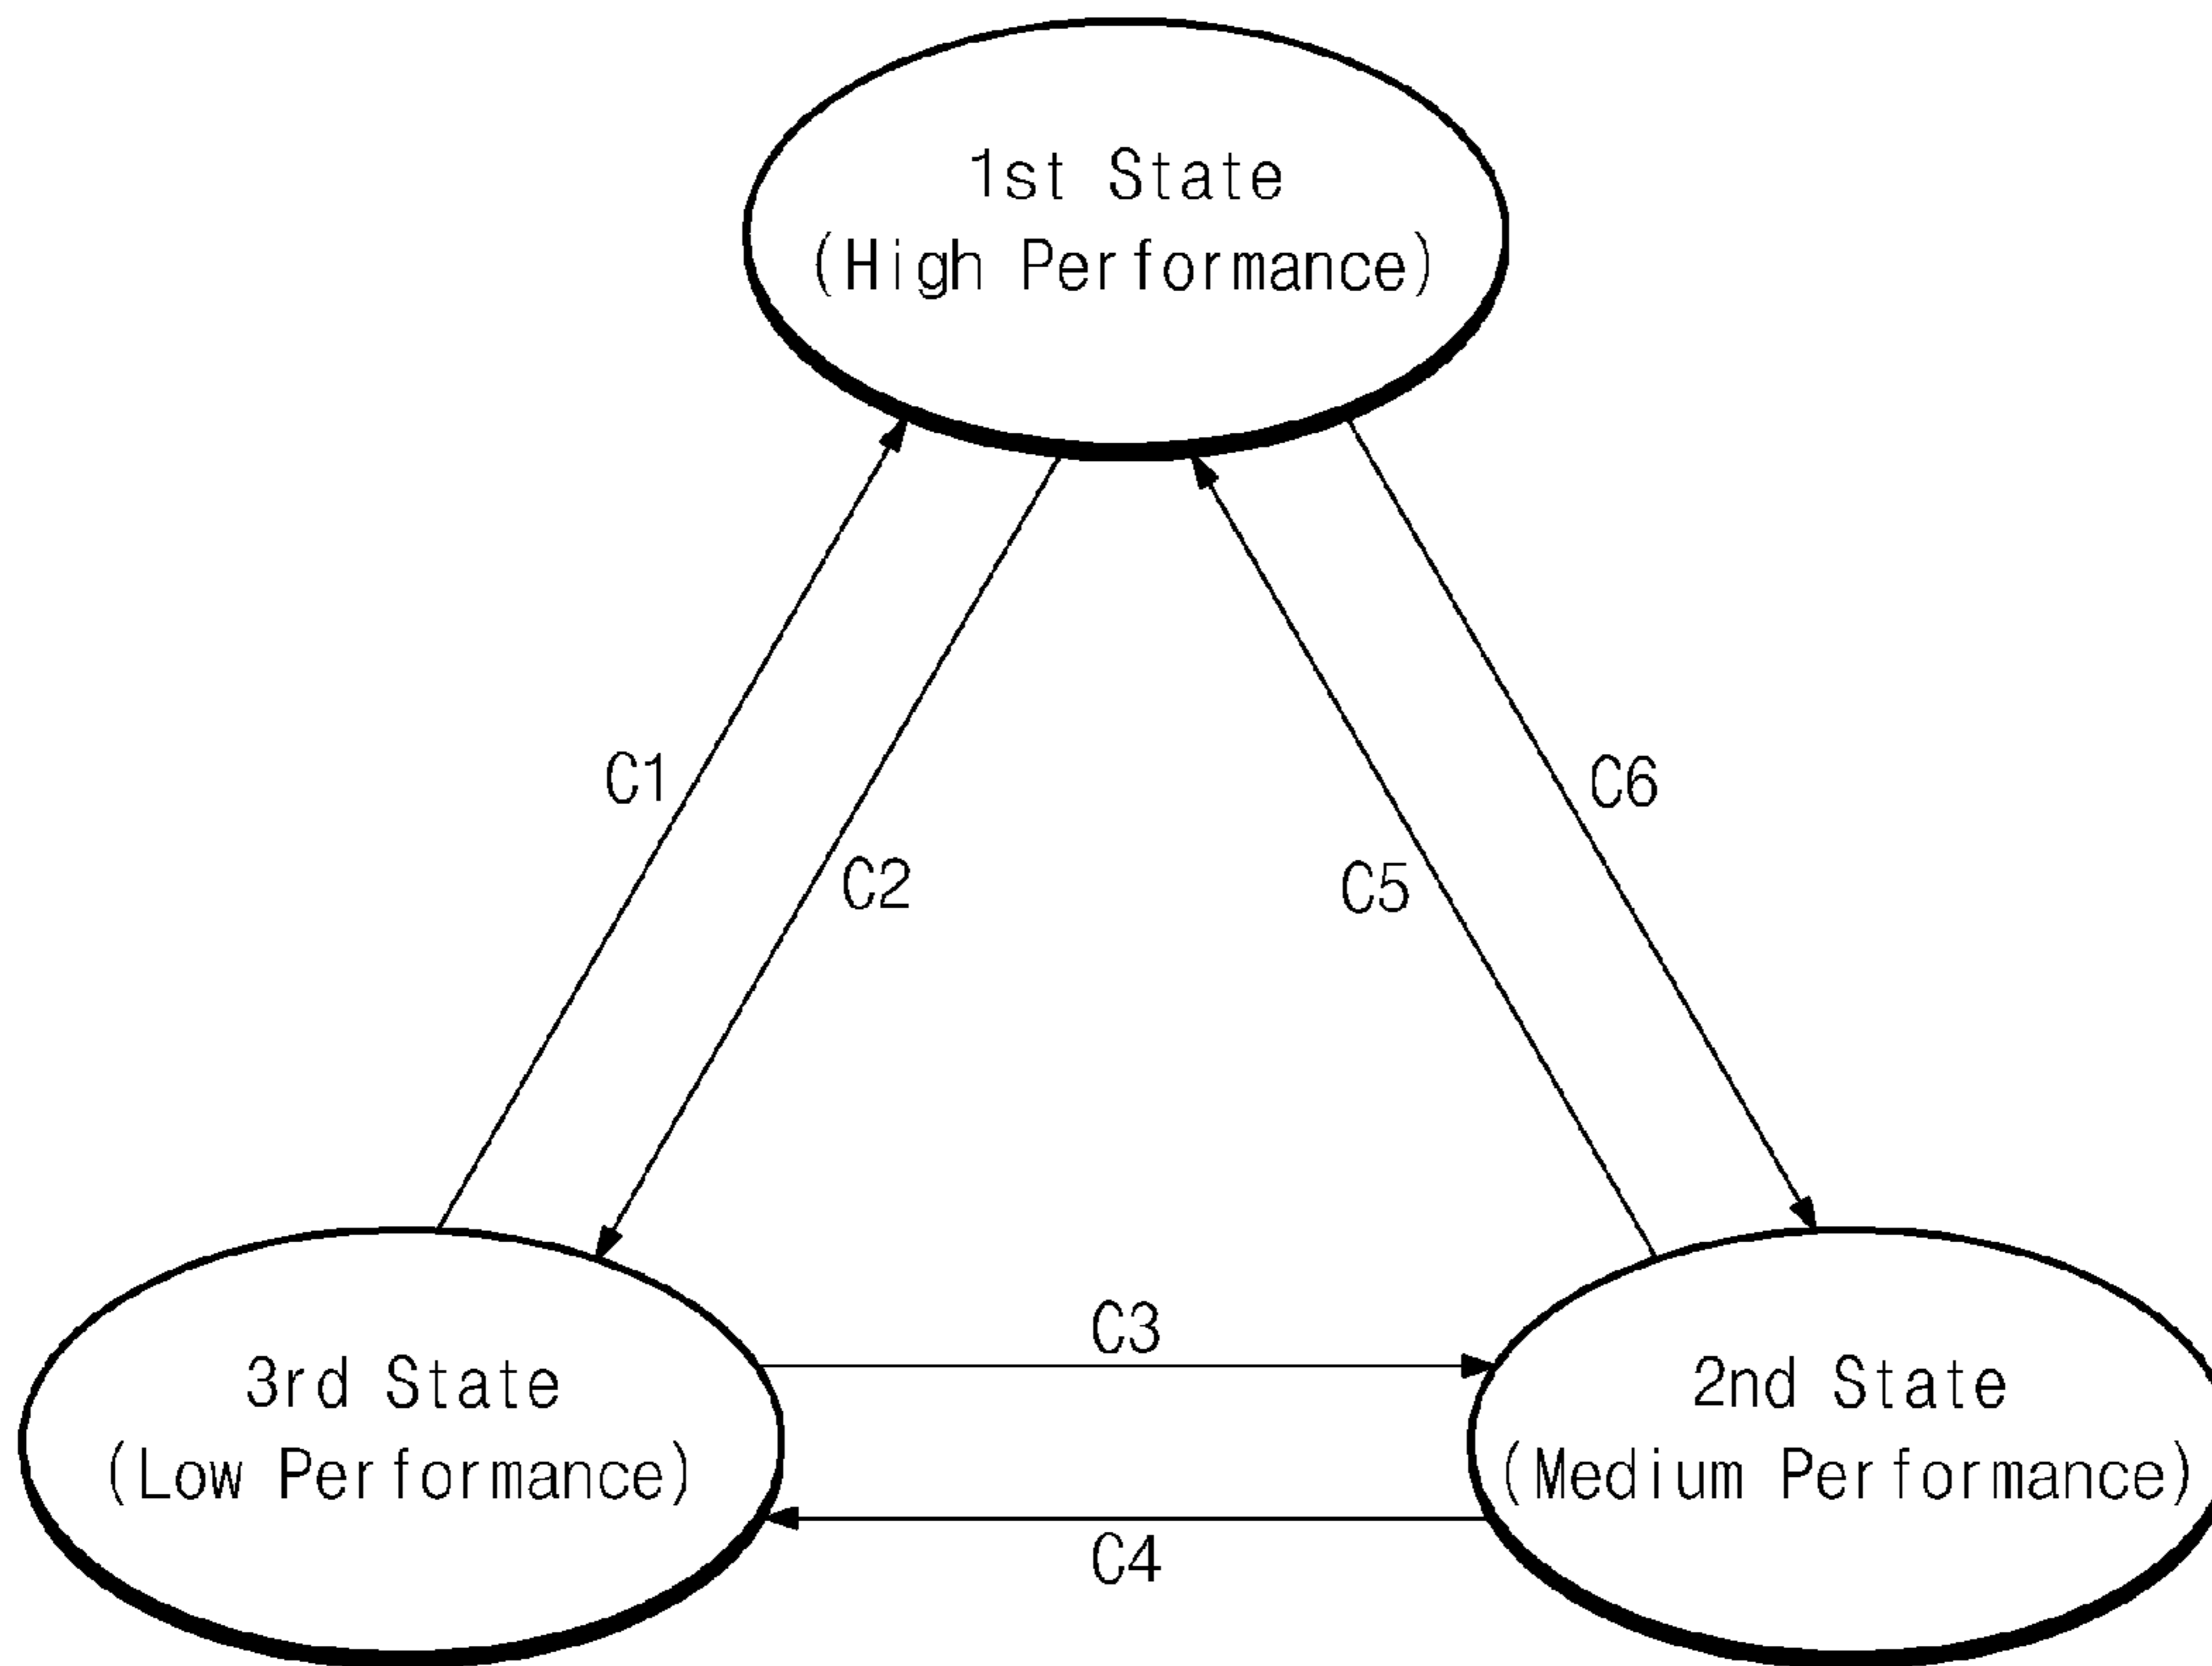 1st State
(High Performance)
C1
C6
C2
C5
C3
3rd State
(Low Performance)
2nd State
(Medium Performance)
C4